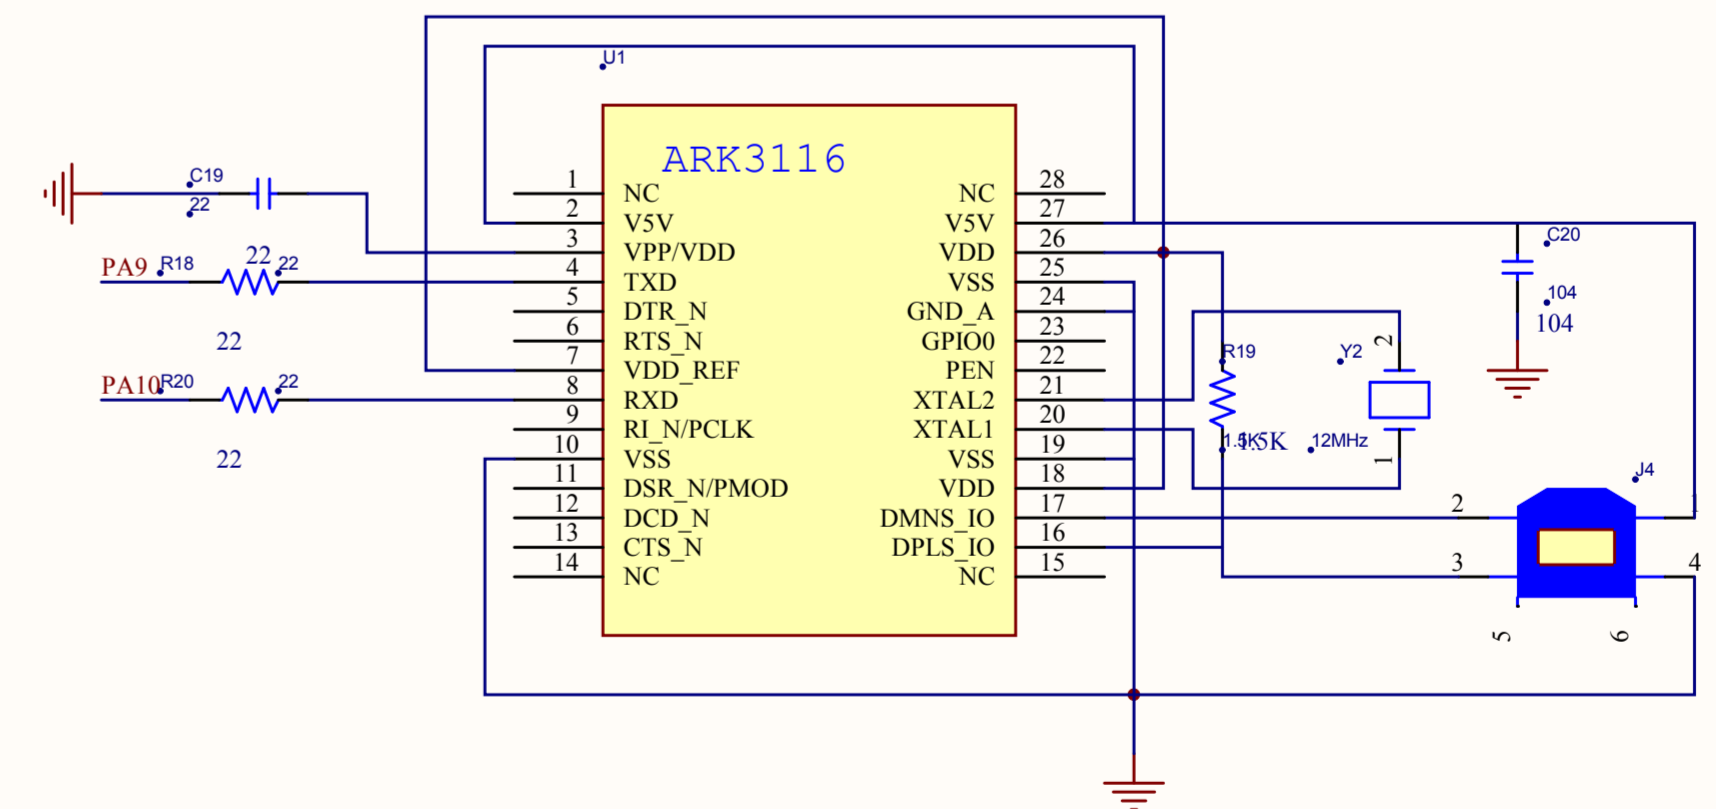 U1
ARK3116
C19
22
PA9
R18
22
22
22
PA10
R20
22
22
1 NC
2 V5V
3 VPP/VDD
4 TXD
5 DTR_N
6 RTS_N
7 VDD_REF
8 RXD
9 RI_N/PCLK
10 VSS
11 DSR_N/PMOD
12 DCD_N
13 CTS_N
14 NC
NC 28
V5V 27
VDD 26
VSS 25
GND_A 24
GPIO0 23
PEN 22
XTAL2 21
XTAL1 20
VSS 19
VDD 18
DMNS_IO 17
DPLS_IO 16
NC 15
R19
1.5K
1.5K
Y2
2
1
12MHz
C20
104
104
J4
2
1
3
4
5
6